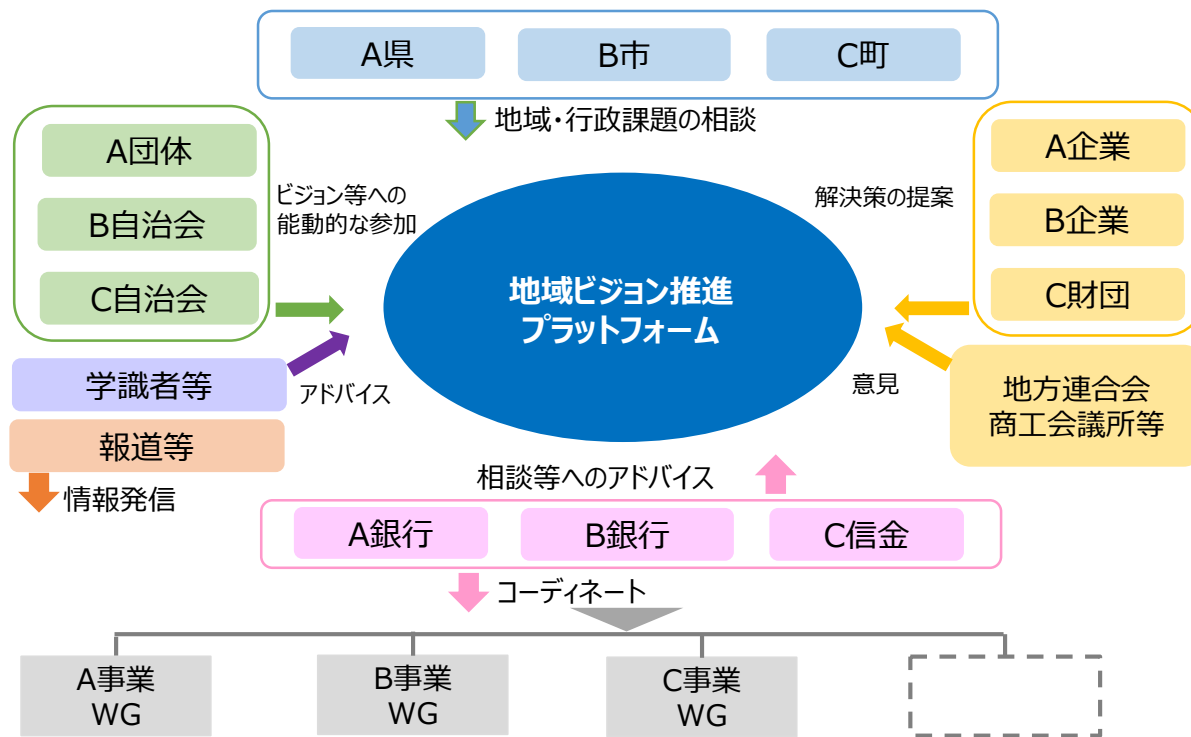 A県
B市
C町
地域・行政課題の相談
A団体
B自治会
C自治会
ビジョン等への
能動的な参加
解決策の提案
A企業
B企業
C財団
地域ビジョン推進
プラットフォーム
学識者等
アドバイス
報道等
情報発信
意見
地方連合会
商工会議所等
相談等へのアドバイス
A銀行
B銀行
C信金
コーディネート
A事業
WG
B事業
WG
C事業
WG